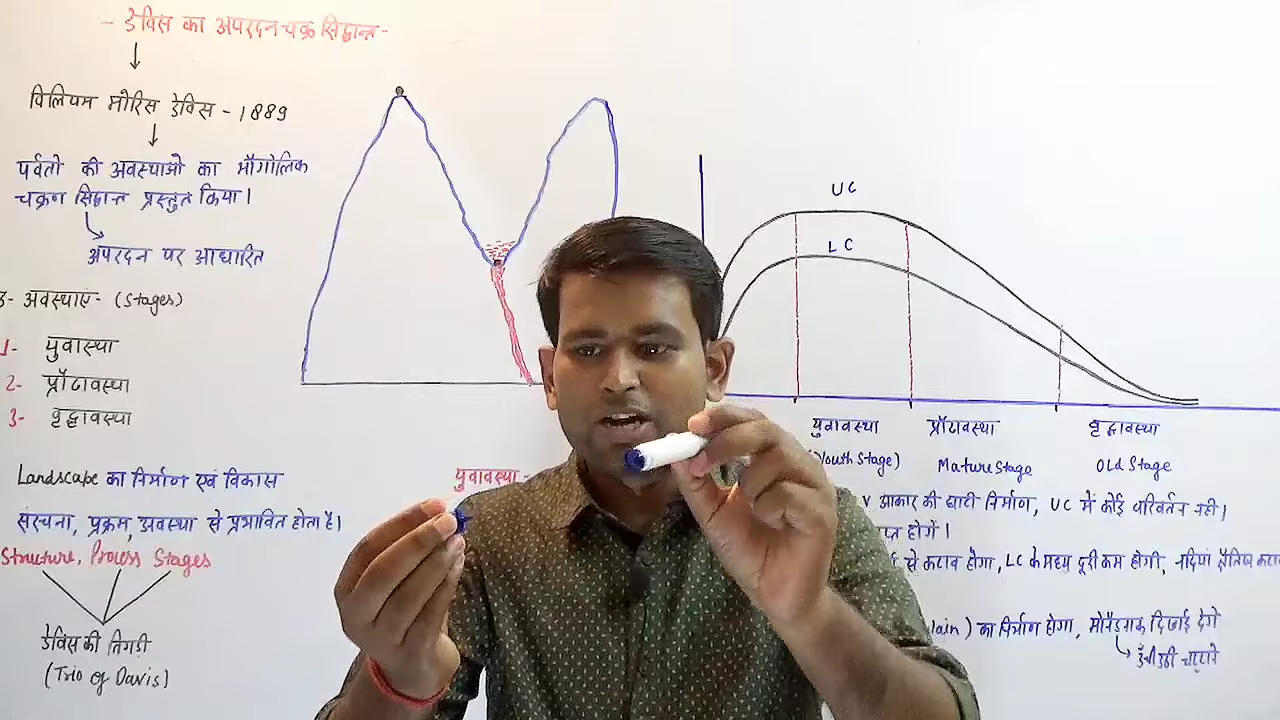 - डेविस का अपरदन चक्र सिद्धान्त -
विलियम मोरिस डेविस - 1889
पर्वतो की अवस्थाओ का भौगोलिक
चक्रण सिद्वान्त प्रस्तुत किया।
अपरदन पर आधारित
3- अवस्थाएं- (Stages)
1- युवास्था
2- प्रौढावस्था
3- वृद्धावस्था
Landscape का निर्माण एवं विकास
संरचना, प्रक्रम, अवस्था से प्रभावित होता है।
Structure, Process Stages
डेविस की तिगडी
(Trio of Davis)
UC
LC
युवावस्था
प्रौढावस्था
वृद्धावस्था
(Youth Stage)
Mature Stage
Old Stage
युवावस्था -
V आकार की घाटी निर्माण, UC में कोई परिवर्तन नही।
होगें।
से कटाव होगा, LC के मध्य दूरी कम होगी, नदियां क्षैतिज कटाव
lain) का निर्माण होगा, मोनैडनाक दिखाई देगे
ऊँची उठी चट्टाने